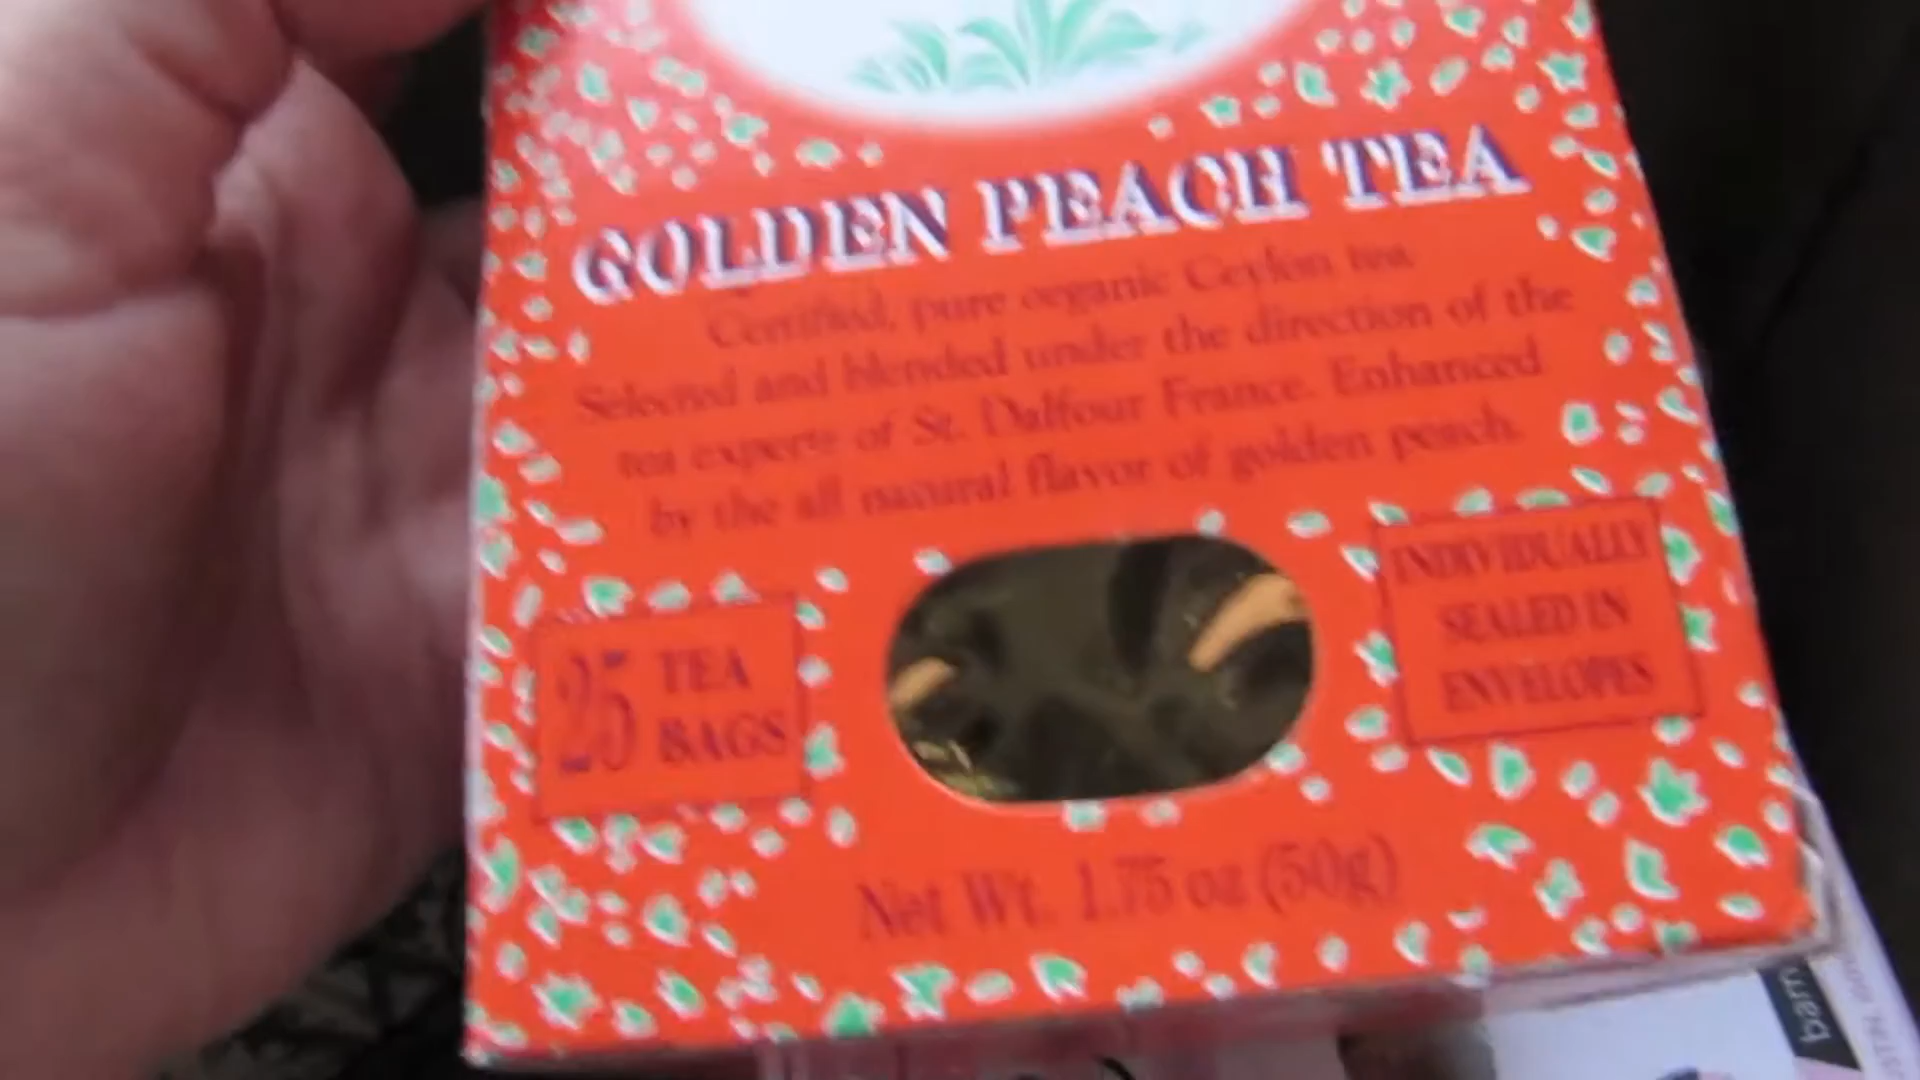 GOLDEN PEACH TEA
Certified, pure organic Ceylon tea
Selected and blended under the direction of the
tea experts of St. Dalfour France. Enhanced
by the all natural flavor of golden peach.
25 TEA
BAGS
INDIVIDUALLY
SEALED IN
ENVELOPES
Net Wt. 1.75 oz (50g)